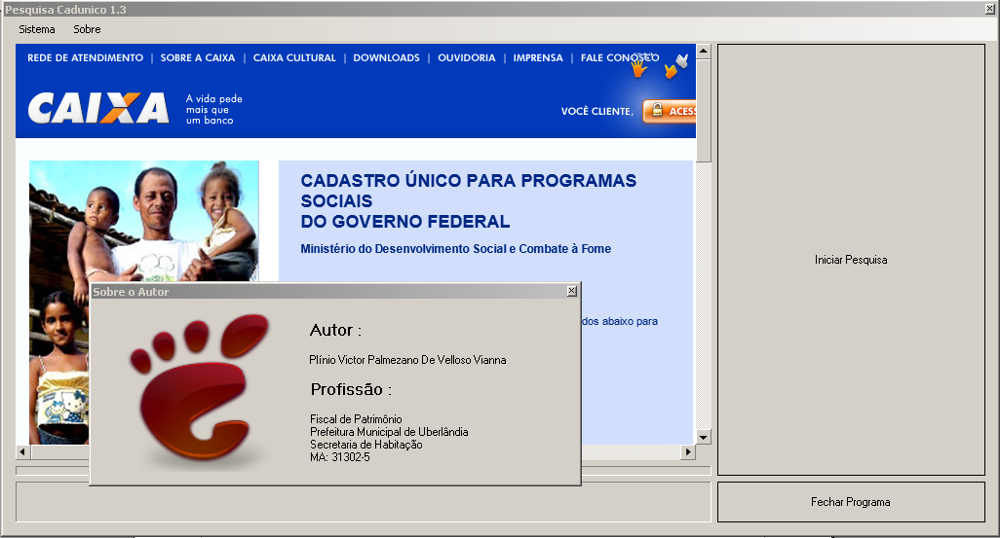 Pesquisa Cadunico 1.3
Sistema Sobre
REDE DE ATENDIMENTO | SOBRE A CAIXA | CAIXA CULTURAL | DOWNLOADS | OUVIDORIA | IMPRENSA | FALE CONOSCO
CAIXA
A vida pede
mais que
um banco
VOCÊ CLIENTE,
CADASTRO ÚNICO PARA PROGRAMAS
SOCIAIS
DO GOVERNO FEDERAL
Ministério do Desenvolvimento Social e Combate à Fome
abaixo para
Iniciar Pesquisa
Sobre o Autor
Autor :
Plínio Victor Palmezano De Velloso Vianna
Profissão :
Fiscal de Patrimônio
Prefeitura Municipal de Uberlândia
Secretaria de Habitação
MA: 31302-5
Fechar Programa